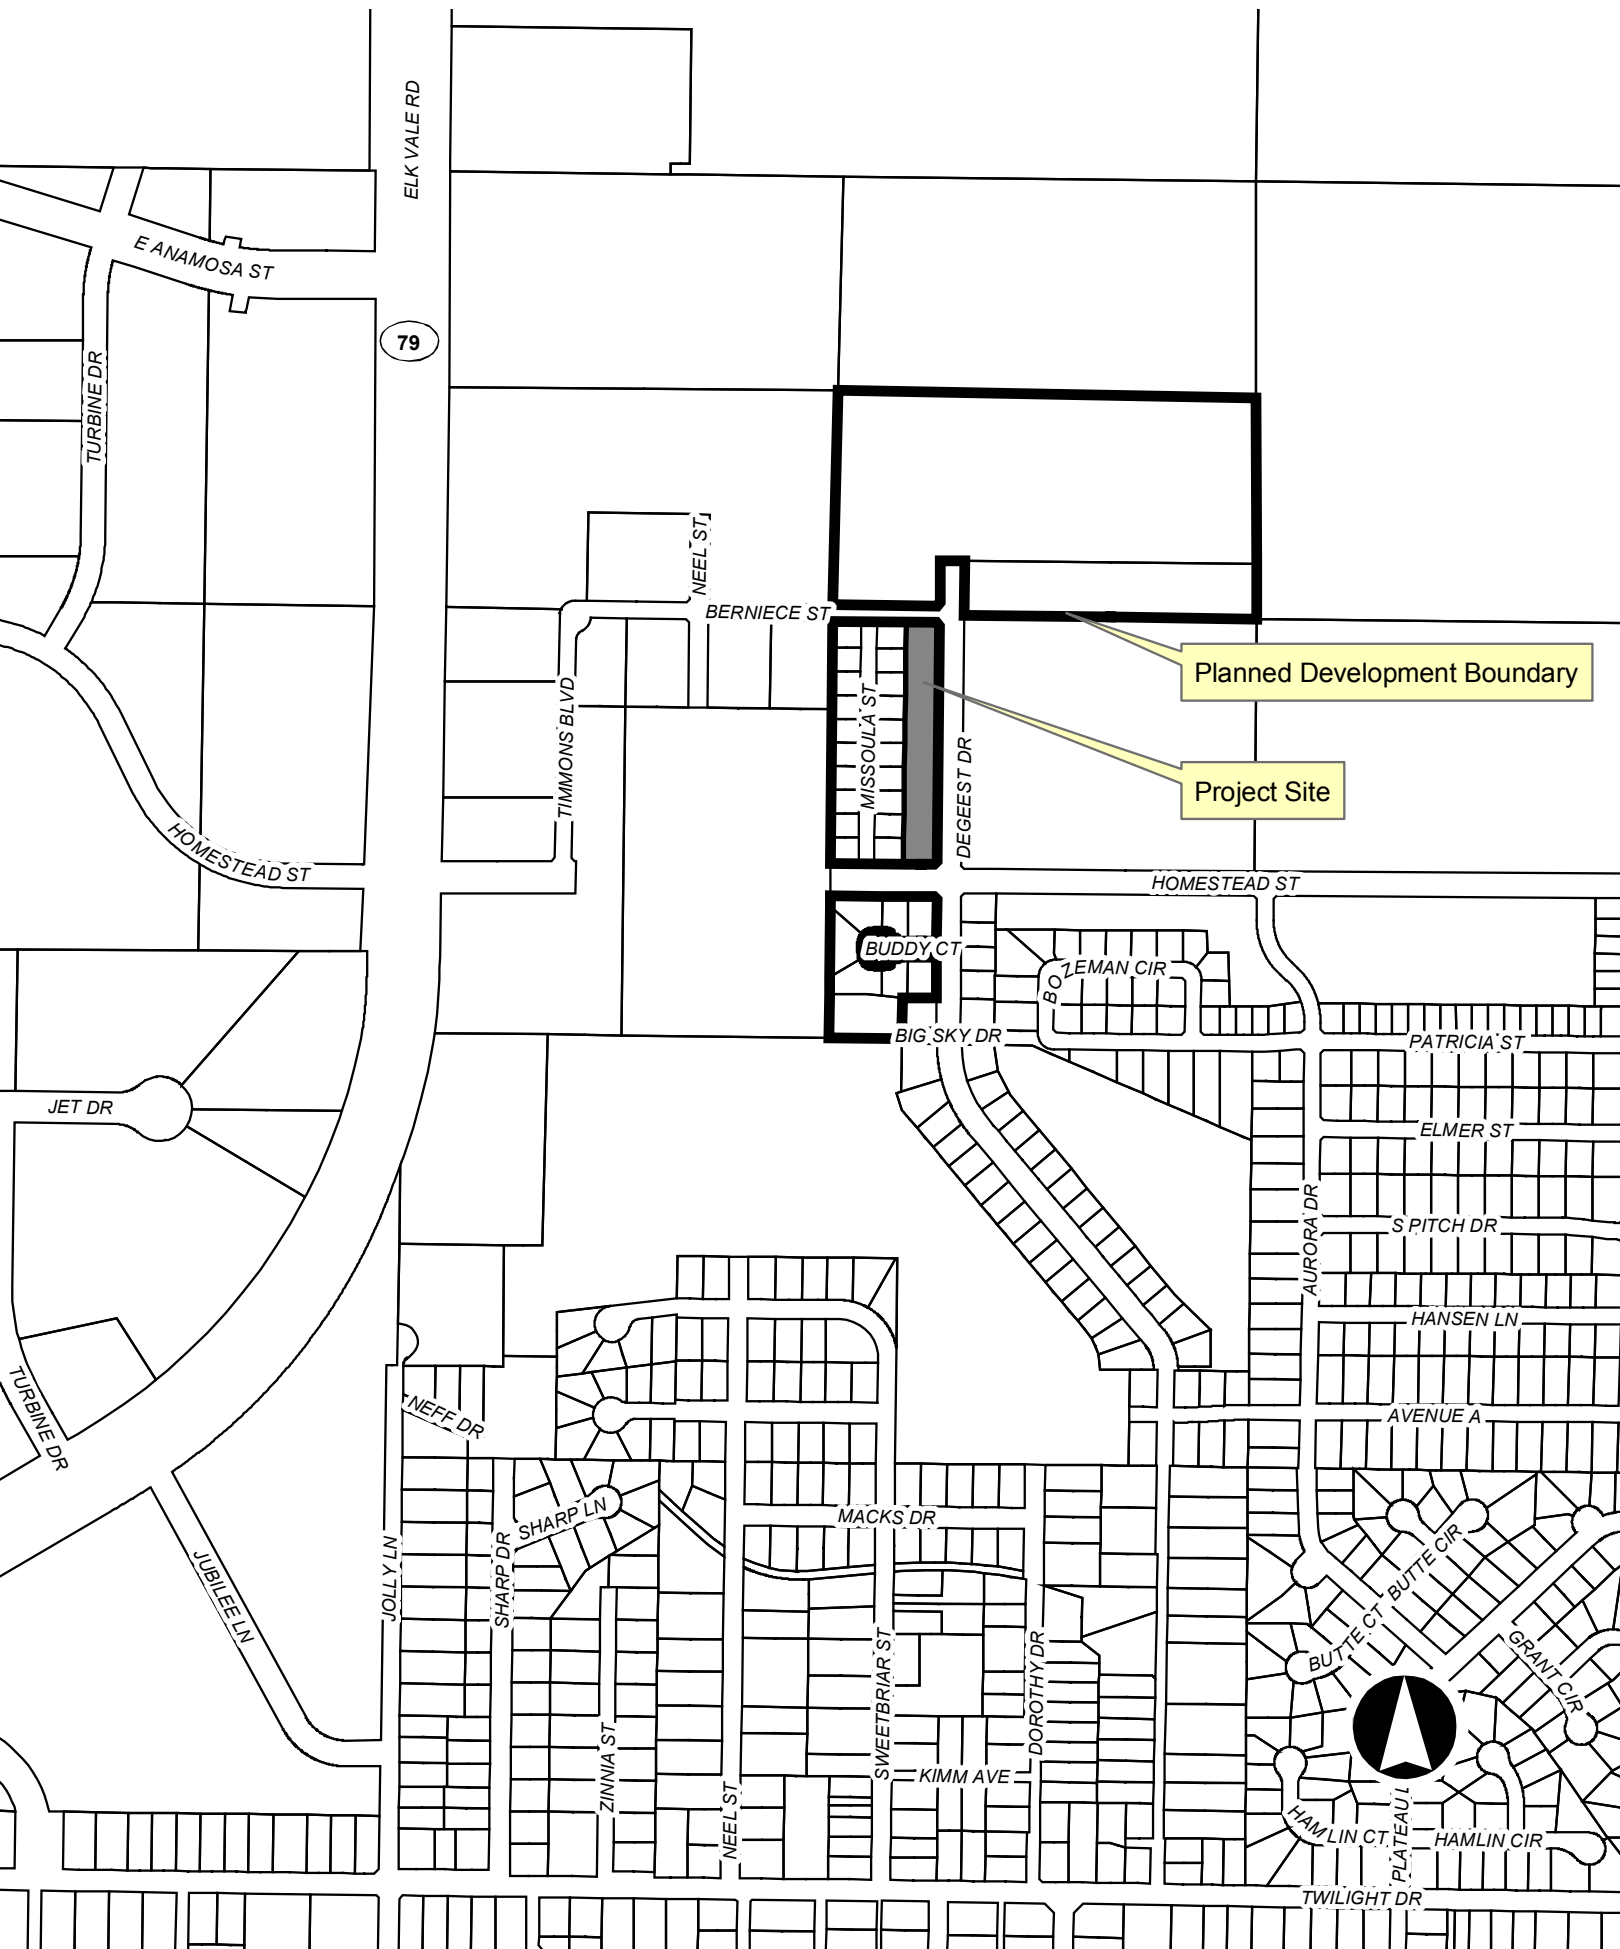 ELK VALE RD
E ANAMOSA ST
79
TURBINE DR
NEEL ST
BERNIECE ST
Planned Development Boundary
MISSOULA ST
TIMMONS BLVD
DEGEEST DR
Project Site
HOMESTEAD ST
HOMESTEAD ST
BUDDY CT
BOZEMAN CIR
BIG SKY DR
PATRICIA ST
JET DR
ELMER ST
AURORA DR
S PITCH DR
HANSEN LN
TURBINE DR
NEFF DR
AVENUE A
SHARP LN
MACKS DR
JUBILEE LN
JOLLY LN
SHARP DR
BUTTE CIR
BUTTE CT
GRANT CIR
SWEETBRIAR ST
DOROTHY DR
ZINNIA ST
KIMM AVE
NEEL ST
HAMLIN CT
PLATEAU L
HAMLIN CIR
TWILIGHT DR